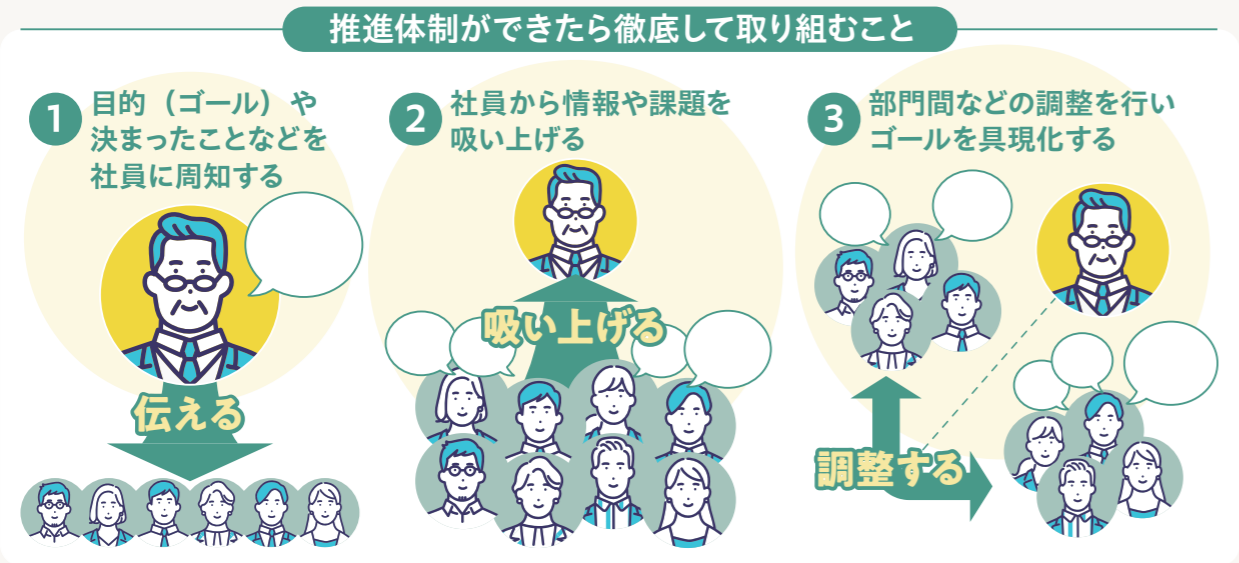 推進体制ができたら徹底して取り組むこと
1
目的（ゴール）や
決まったことなどを
社員に周知する
伝える
2
社員から情報や課題を
吸い上げる
吸い上げる
3
部門間などの調整を行い
ゴールを具現化する
調整する